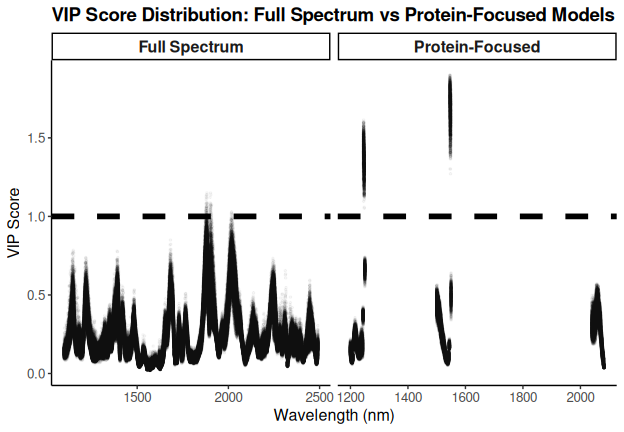 VIP Score Distribution: Full Spectrum vs Protein-Focused Models
Full Spectrum
Protein-Focused
1.5
1.0
0.5
0.0
VIP Score
1500 2000 2500
1200 1400 1600 1800 2000
Wavelength (nm)